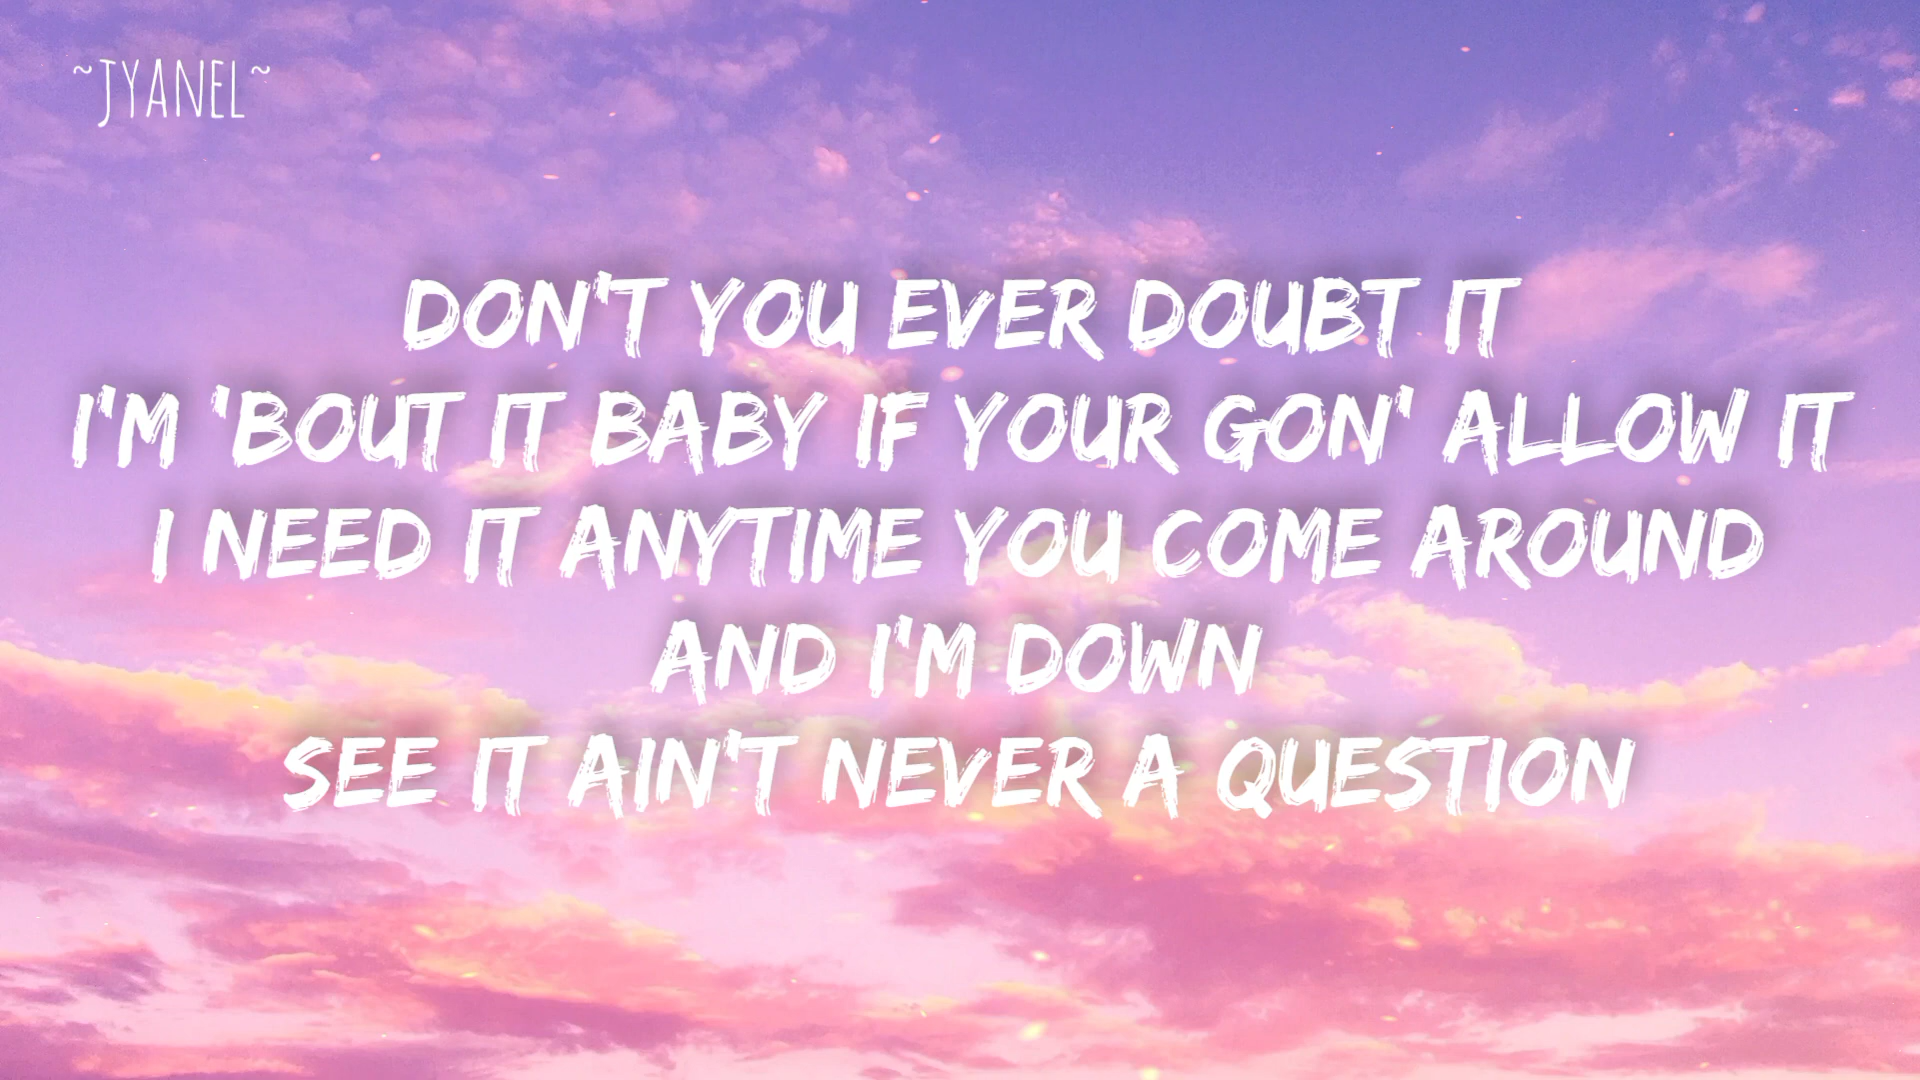 ~JYANEL~
DON'T YOU EVER DOUBT IT
I'M 'BOUT IT BABY IF YOUR GON' ALLOW IT
I NEED IT ANYTIME YOU COME AROUND
AND I'M DOWN
SEE IT AIN'T NEVER A QUESTION